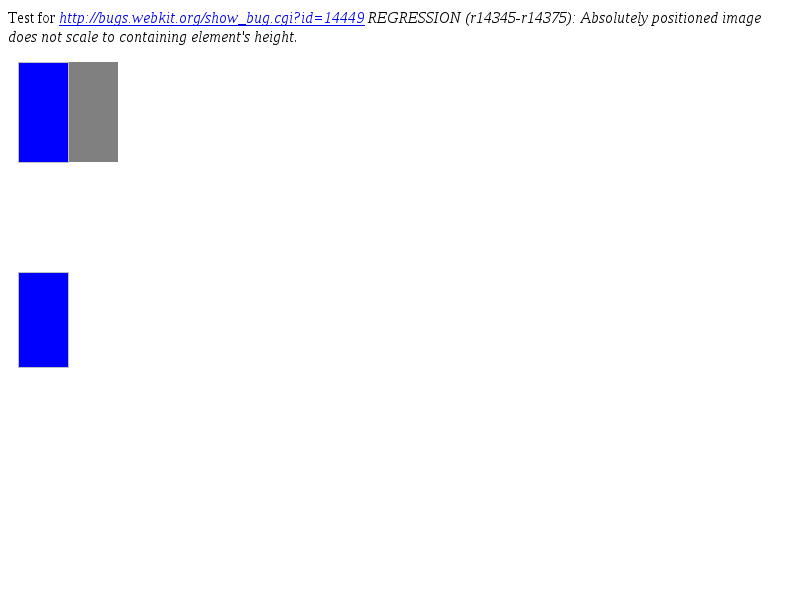 Test for http://bugs.webkit.org/show_bug.cgi?id=14449 REGRESSION (r14345-r14375): Absolutely positioned image
does not scale to containing element's height.